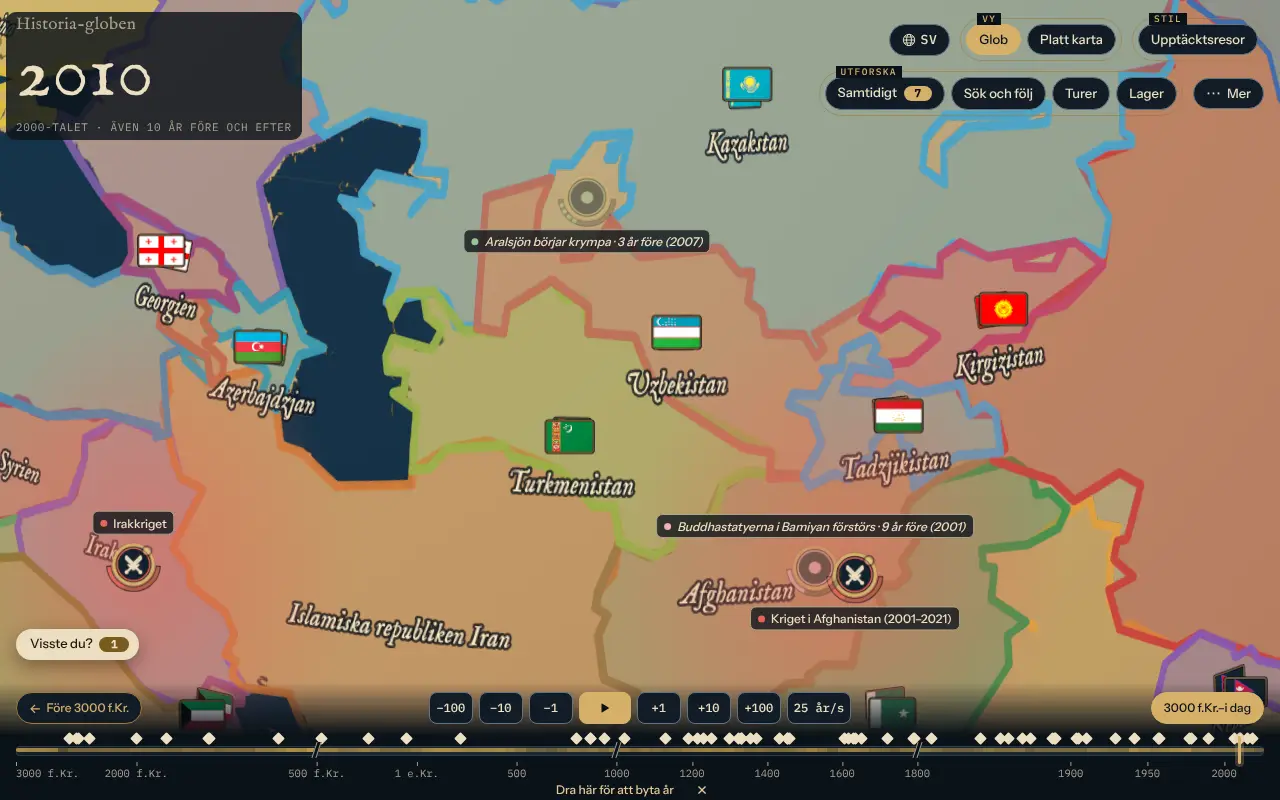 Historia-globen
2010
2000-TALET · ÄVEN 10 ÅR FÖRE OCH EFTER
SV
VY
Glob
Platt karta
STIL
Upptäcktsresor
UTFORSKA
Samtidigt 7
Sök och följ
Turer
Lager
··· Mer
Kazakstan
Aralsjön börjar krympa · 3 år före (2007)
Georgien
Azerbajdzjan
Uzbekistan
Kirgizistan
Tadzjikistan
Turkmenistan
Syrien
Irakkriget
Irak
Buddhastatyerna i Bamiyan förstörs · 9 år före (2001)
Afghanistan
Kriget i Afghanistan (2001–2021)
Islamiska republiken Iran
Visste du? 1
← Före 3000 f.Kr.
−100
−10
−1
+1
+10
+100
25 år/s
3000 f.Kr.–i dag
3000 f.Kr.
2000 f.Kr.
500 f.Kr.
1 e.Kr.
500
1000
1200
1400
1600
1800
1900
1950
2000
Dra här för att byta år ✕